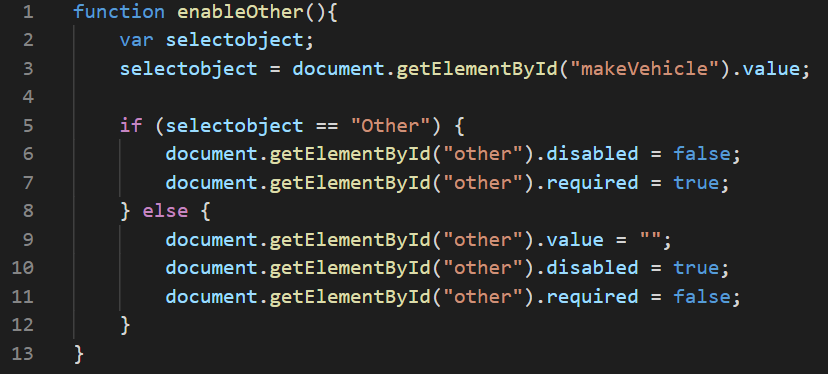 1 function enableOther(){
2 var selectobject;
3 selectobject = document.getElementById("makeVehicle").value;
4
5 if (selectobject == "Other") {
6 document.getElementById("other").disabled = false;
7 document.getElementById("other").required = true;
8 } else {
9 document.getElementById("other").value = "";
10 document.getElementById("other").disabled = true;
11 document.getElementById("other").required = false;
12 }
13 }